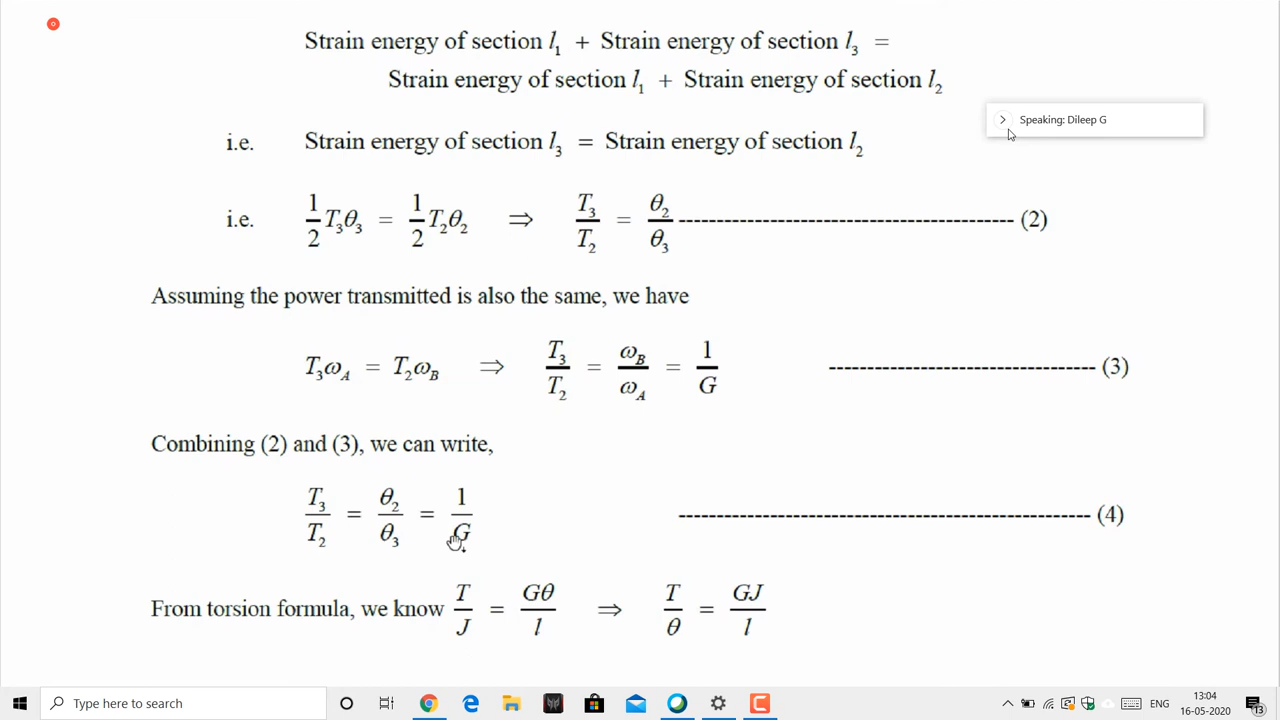 Strain energy of section l₁ + Strain energy of section l₃ =
Strain energy of section l₁ + Strain energy of section l₂
Speaking: Dileep G
i.e. Strain energy of section l₃ = Strain energy of section l₂
i.e. 1/2 T₃θ₃ = 1/2 T₂θ₂ ⇒ T₃/T₂ = θ₂/θ₃ ------------------------------------------- (2)
Assuming the power transmitted is also the same, we have
T₃ω_A = T₂ω_B ⇒ T₃/T₂ = ω_B/ω_A = 1/G ---------------------------------- (3)
Combining (2) and (3), we can write,
T₃/T₂ = θ₂/θ₃ = 1/G ---------------------------------------------------- (4)
From torsion formula, we know T/J = Gθ/l ⇒ T/θ = GJ/l
Type here to search
ENG
13:04
16-05-2020
13